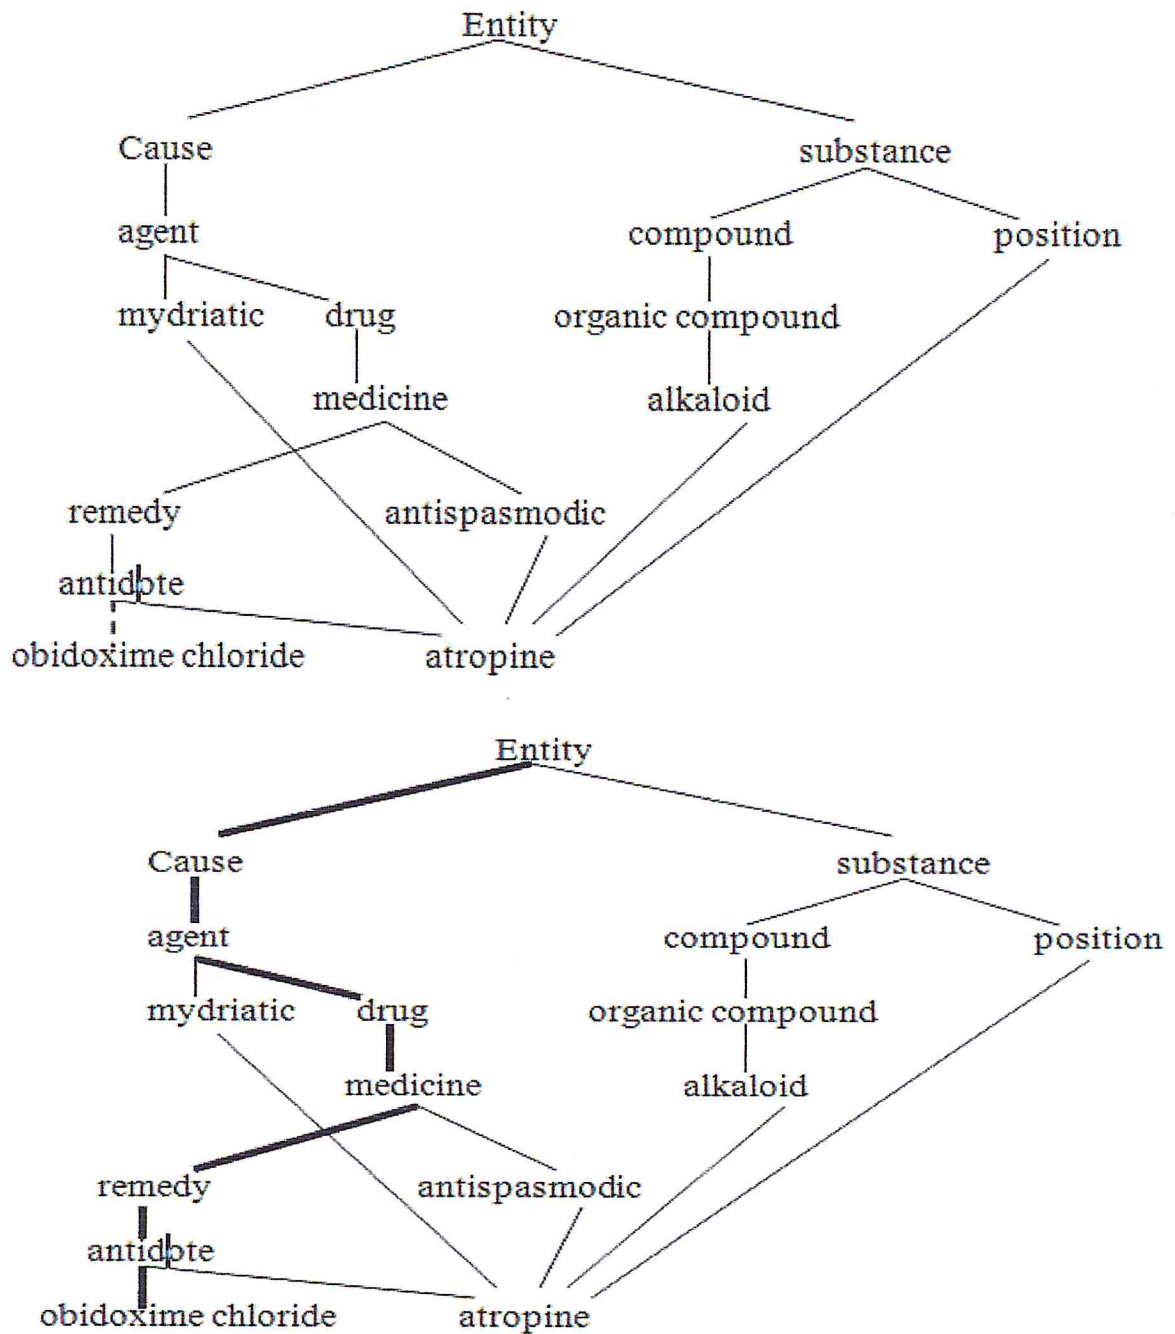 Entity
Cause substance
agent compound position
mydriatic drug organic compound
medicine alkaloid
remedy antispasmodic
antidote
obidoxime chloride atropine
Entity
Cause substance
agent compound position
mydriatic drug organic compound
medicine alkaloid
remedy antispasmodic
antidote
obidoxime chloride atropine